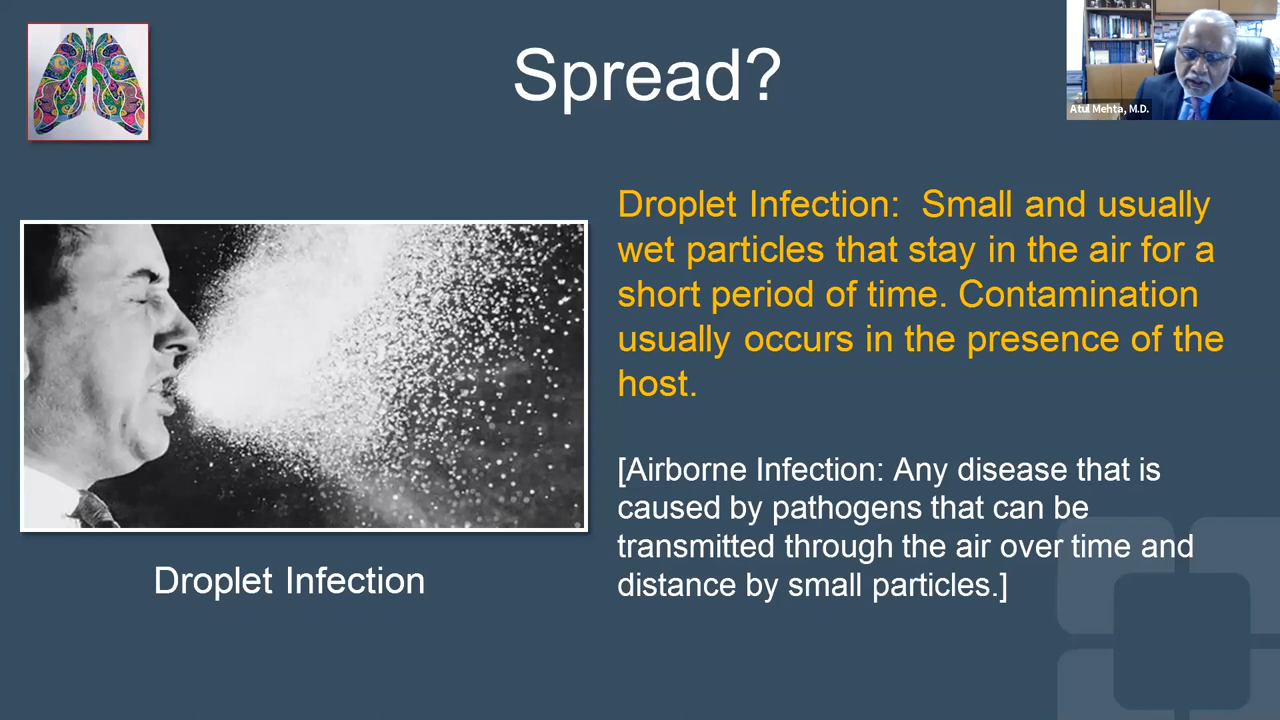 Spread?
Atul Mehta, M.D.
Droplet Infection:  Small and usually
wet particles that stay in the air for a
short period of time. Contamination
usually occurs in the presence of the
host.
[Airborne Infection: Any disease that is
caused by pathogens that can be
transmitted through the air over time and
distance by small particles.]
Droplet Infection